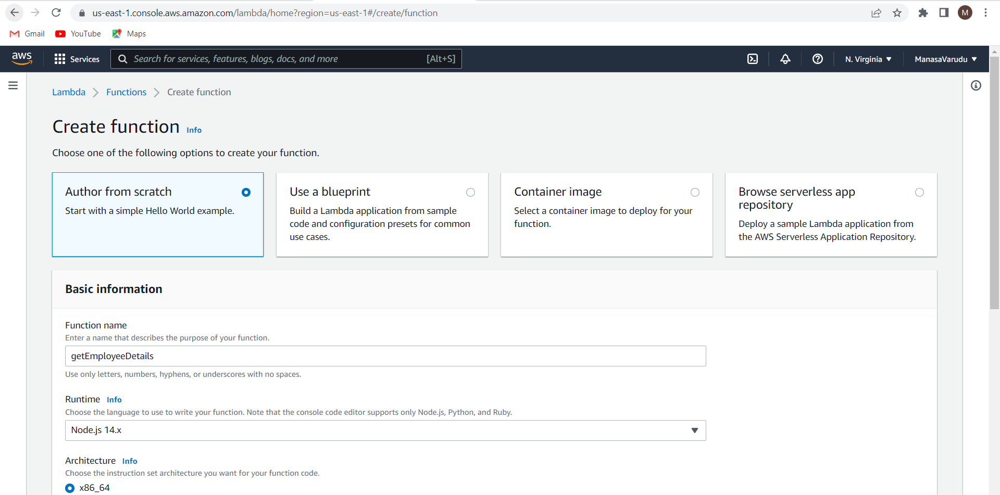 us-east-1.console.aws.amazon.com/lambda/home?region=us-east-1#/create/function
M
Gmail YouTube Maps
aws Services Search for services, features, blogs, docs, and more [Alt+S] N. Virginia ManasaVarudu
Lambda Functions Create function
Create function Info
Choose one of the following options to create your function.
Author from scratch
Start with a simple Hello World example.
Use a blueprint
Build a Lambda application from sample
code and configuration presets for common
use cases.
Container image
Select a container image to deploy for your
function.
Browse serverless app
repository
Deploy a sample Lambda application from
the AWS Serverless Application Repository.
Basic information
Function name
Enter a name that describes the purpose of your function.
getEmployeeDetails
Use only letters, numbers, hyphens, or underscores with no spaces.
Runtime Info
Choose the language to use to write your function. Note that the console code editor supports only Node.js, Python, and Ruby.
Node.js 14.x
Architecture Info
Choose the instruction set architecture you want for your function code.
x86_64